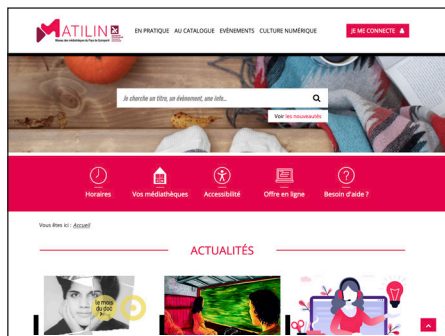 MATILIN
Réseau des médiathèques du Pays de Quimperlé
EN PRATIQUE AU CATALOGUE EVÈNEMENTS CULTURE NUMÉRIQUE
JE ME CONNECTE
Je cherche un titre, un évènement, une info...
Voir les nouveautés
Horaires
Vos médiathèques
Accessibilité
Offre en ligne
Besoin d'aide ?
Vous êtes ici : Accueil
ACTUALITÉS
le mois
du doc